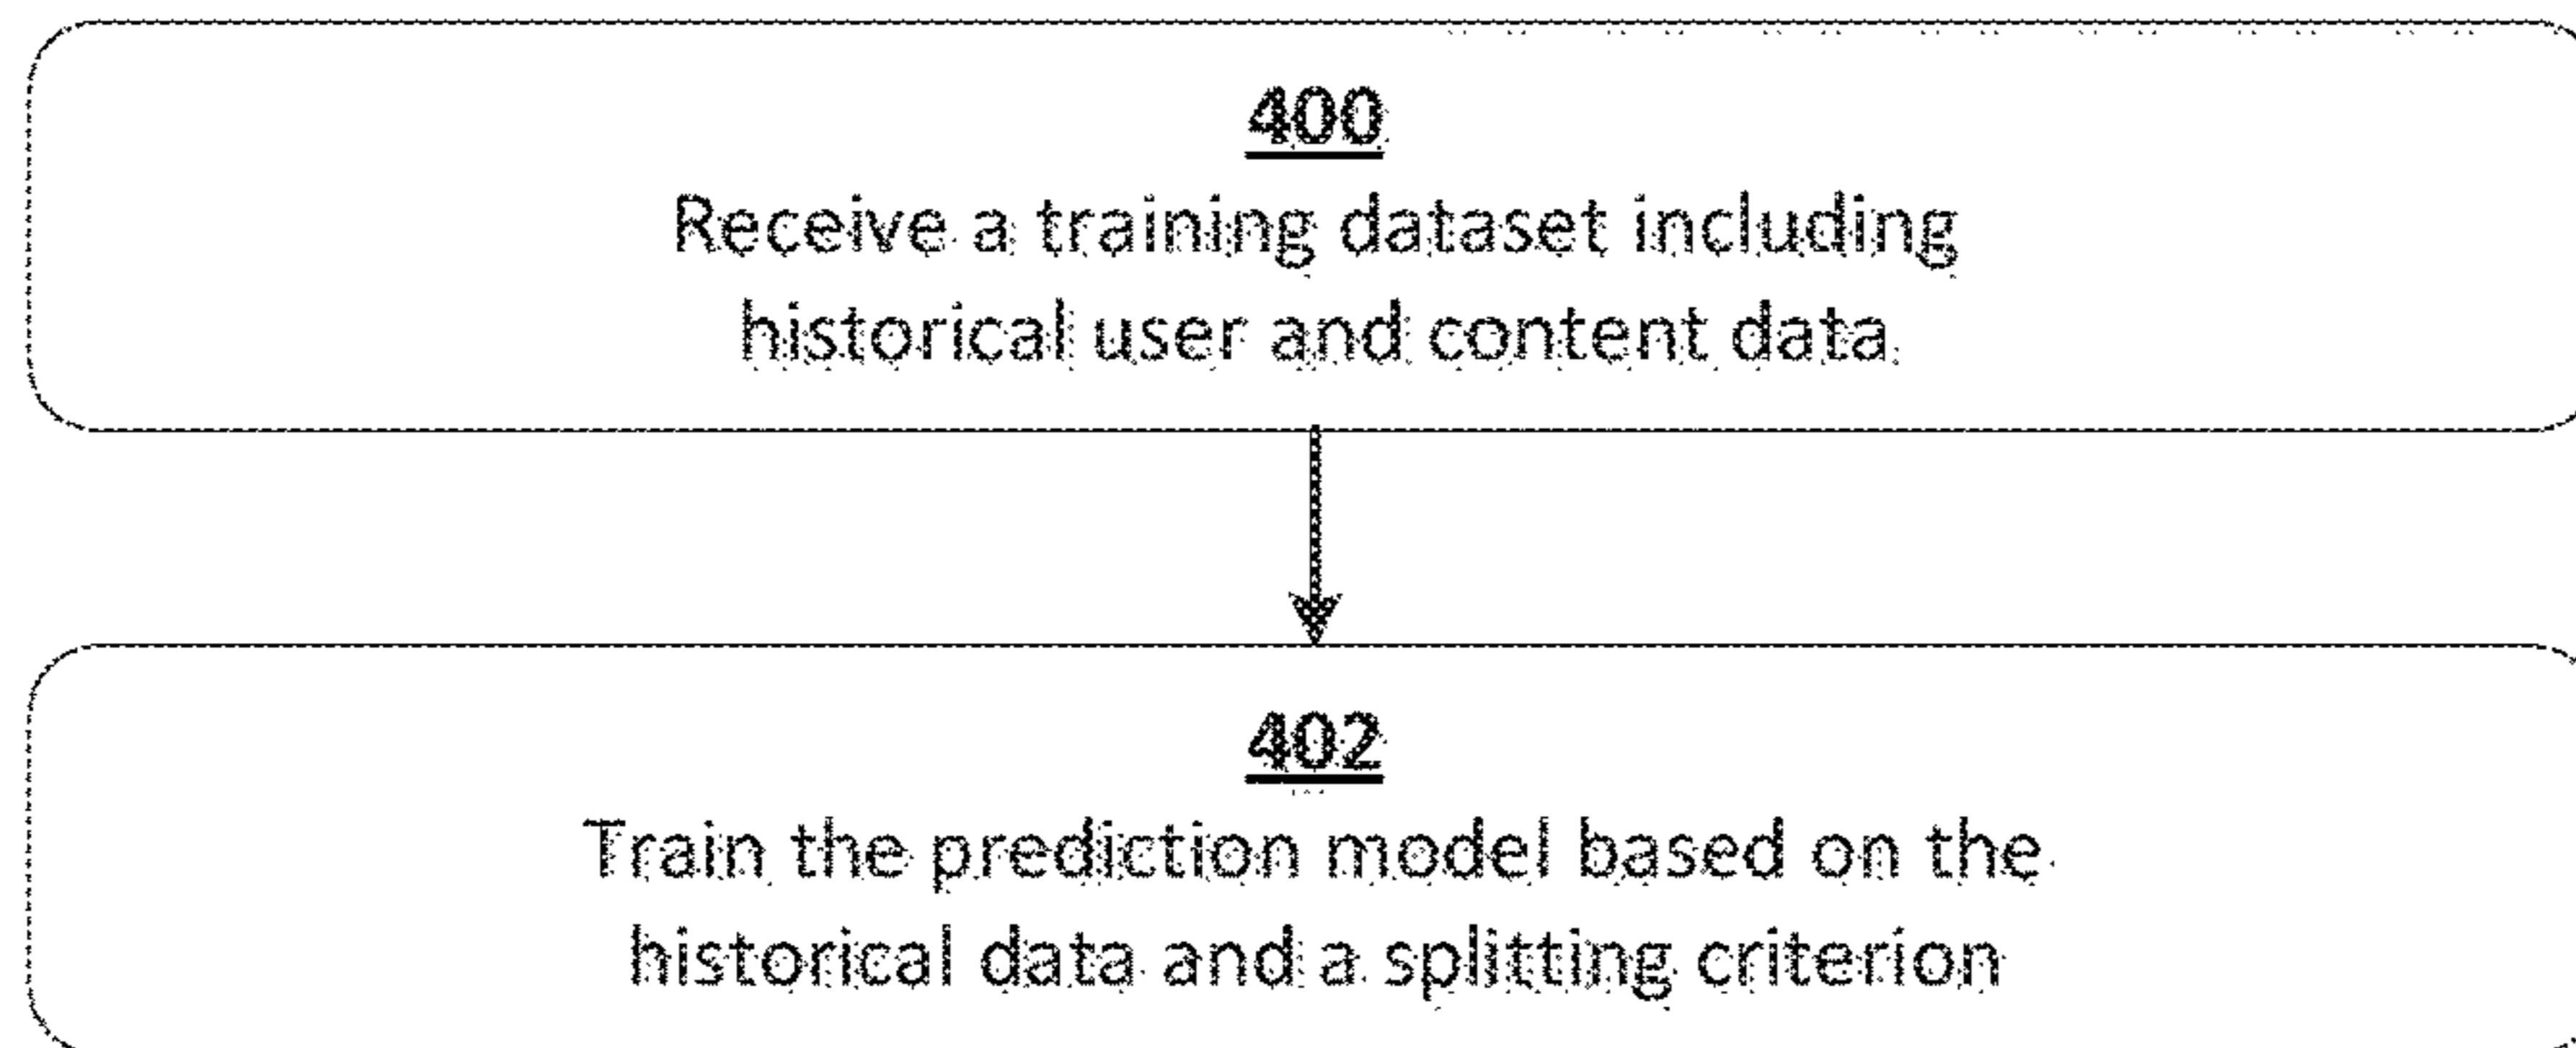 400
Receive a training dataset including
historical user and content data
402
Train the prediction model based on the
historical data and a splitting criterion